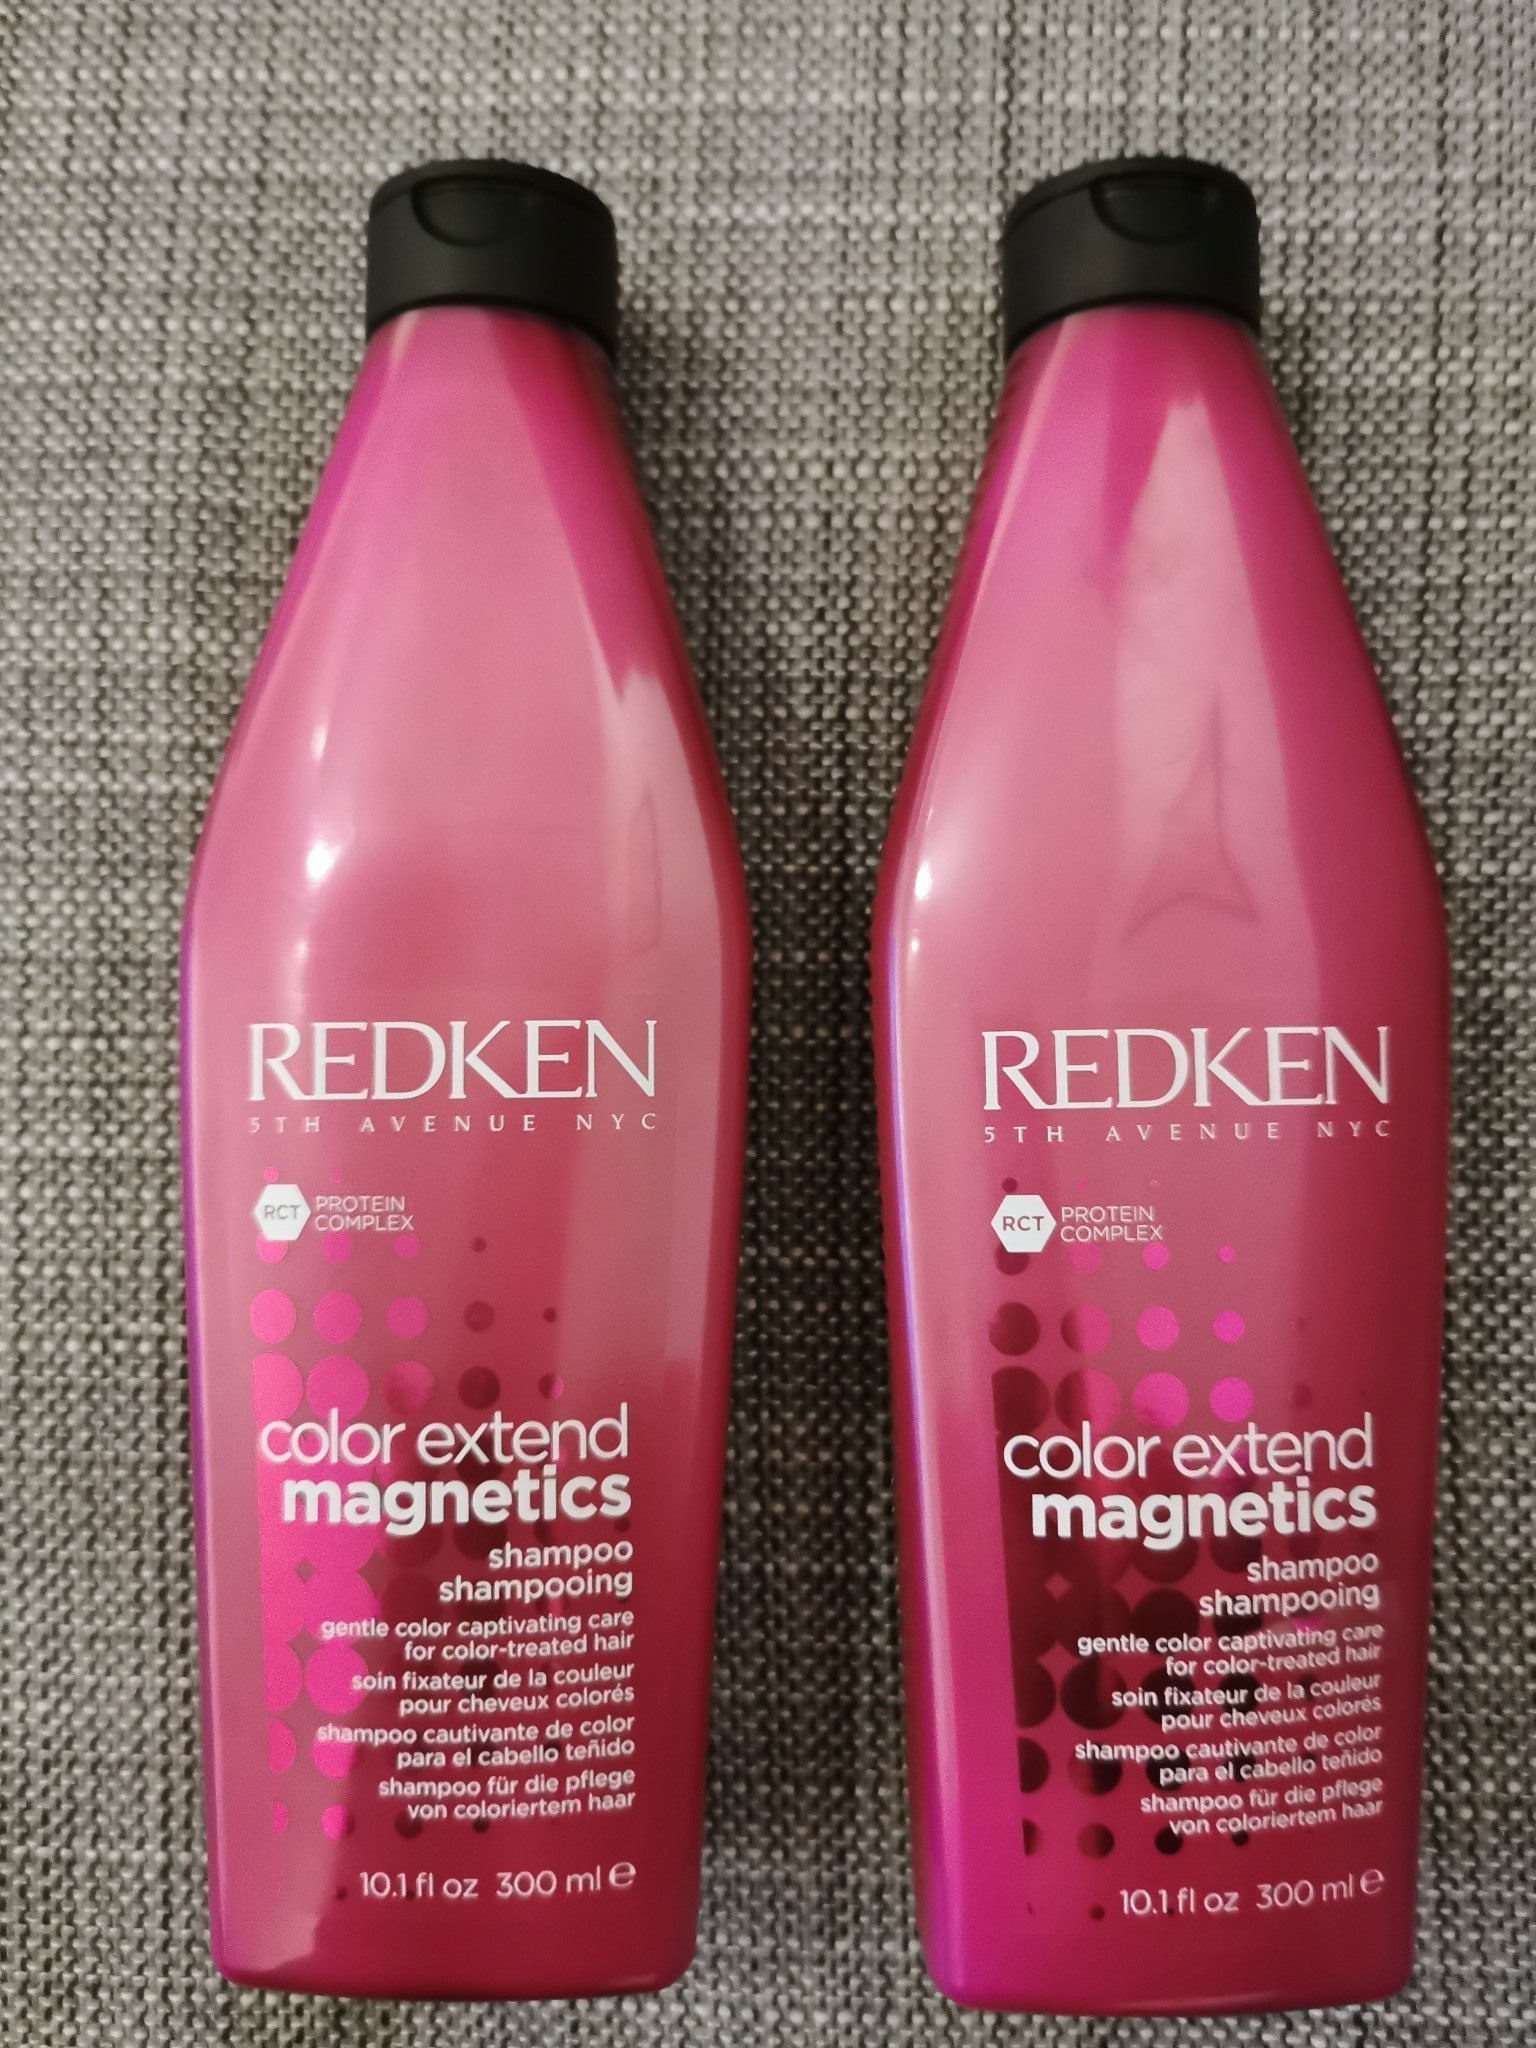 REDKEN
5TH AVENUE NYC
RCT PROTEIN
COMPLEX
color extend
magnetics
shampoo
shampooing
gentle color captivating care
for color-treated hair
soin fixateur de la couleur
pour cheveux colorés
shampoo cautivante de color
para el cabello teñido
shampoo für die pflege
von coloriertem haar
10.1 fl oz 300 ml ℮
REDKEN
5TH AVENUE NYC
RCT PROTEIN
COMPLEX
color extend
magnetics
shampoo
shampooing
gentle color captivating care
for color-treated hair
soin fixateur de la couleur
pour cheveux colorés
shampoo cautivante de color
para el cabello teñido
shampoo für die pflege
von coloriertem haar
10.1 fl oz 300 ml ℮